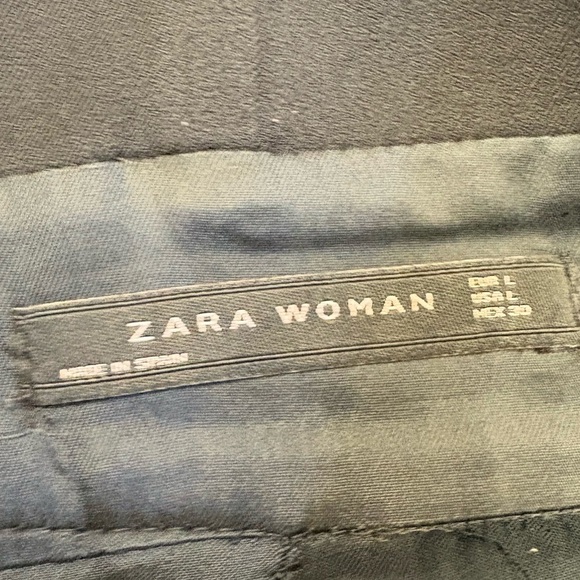 ZARA WOMAN
EUR L
USA L
MEX 30
MADE IN SPAIN